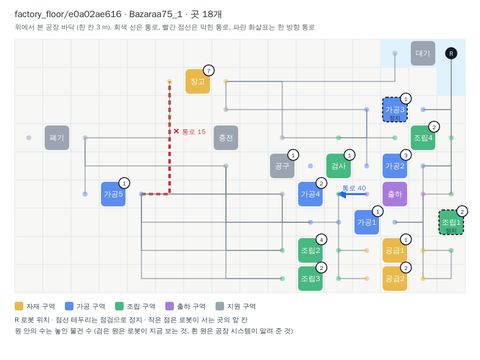 factory_floor/e0a02ae616 · Bazaraa75_1 · 곳 18개
위에서 본 공장 바닥 (한 칸 3 m). 회색 선은 통로, 빨간 점선은 막힌 통로, 파란 화살표는 한 방향 통로
대기 R
창고 7
가공3 1
점검
✕ 통로 15
폐기 충전 조립4 2
공구 1 검사 1 가공2 3
가공5 1 가공4 2 통로 40 출하
가공1 1 조립1 2
점검
조립2 4 공급1 2
조립3 2 공급2 2
자재 구역 가공 구역 조립 구역 출하 구역 지원 구역
R 로봇 위치 · 점선 테두리는 점검으로 정지 · 작은 점은 로봇이 서는 곳의 앞 칸
원 안의 수는 놓인 물건 수 (검은 원은 로봇이 지금 보는 것, 흰 원은 공장 시스템이 알려 준 것)